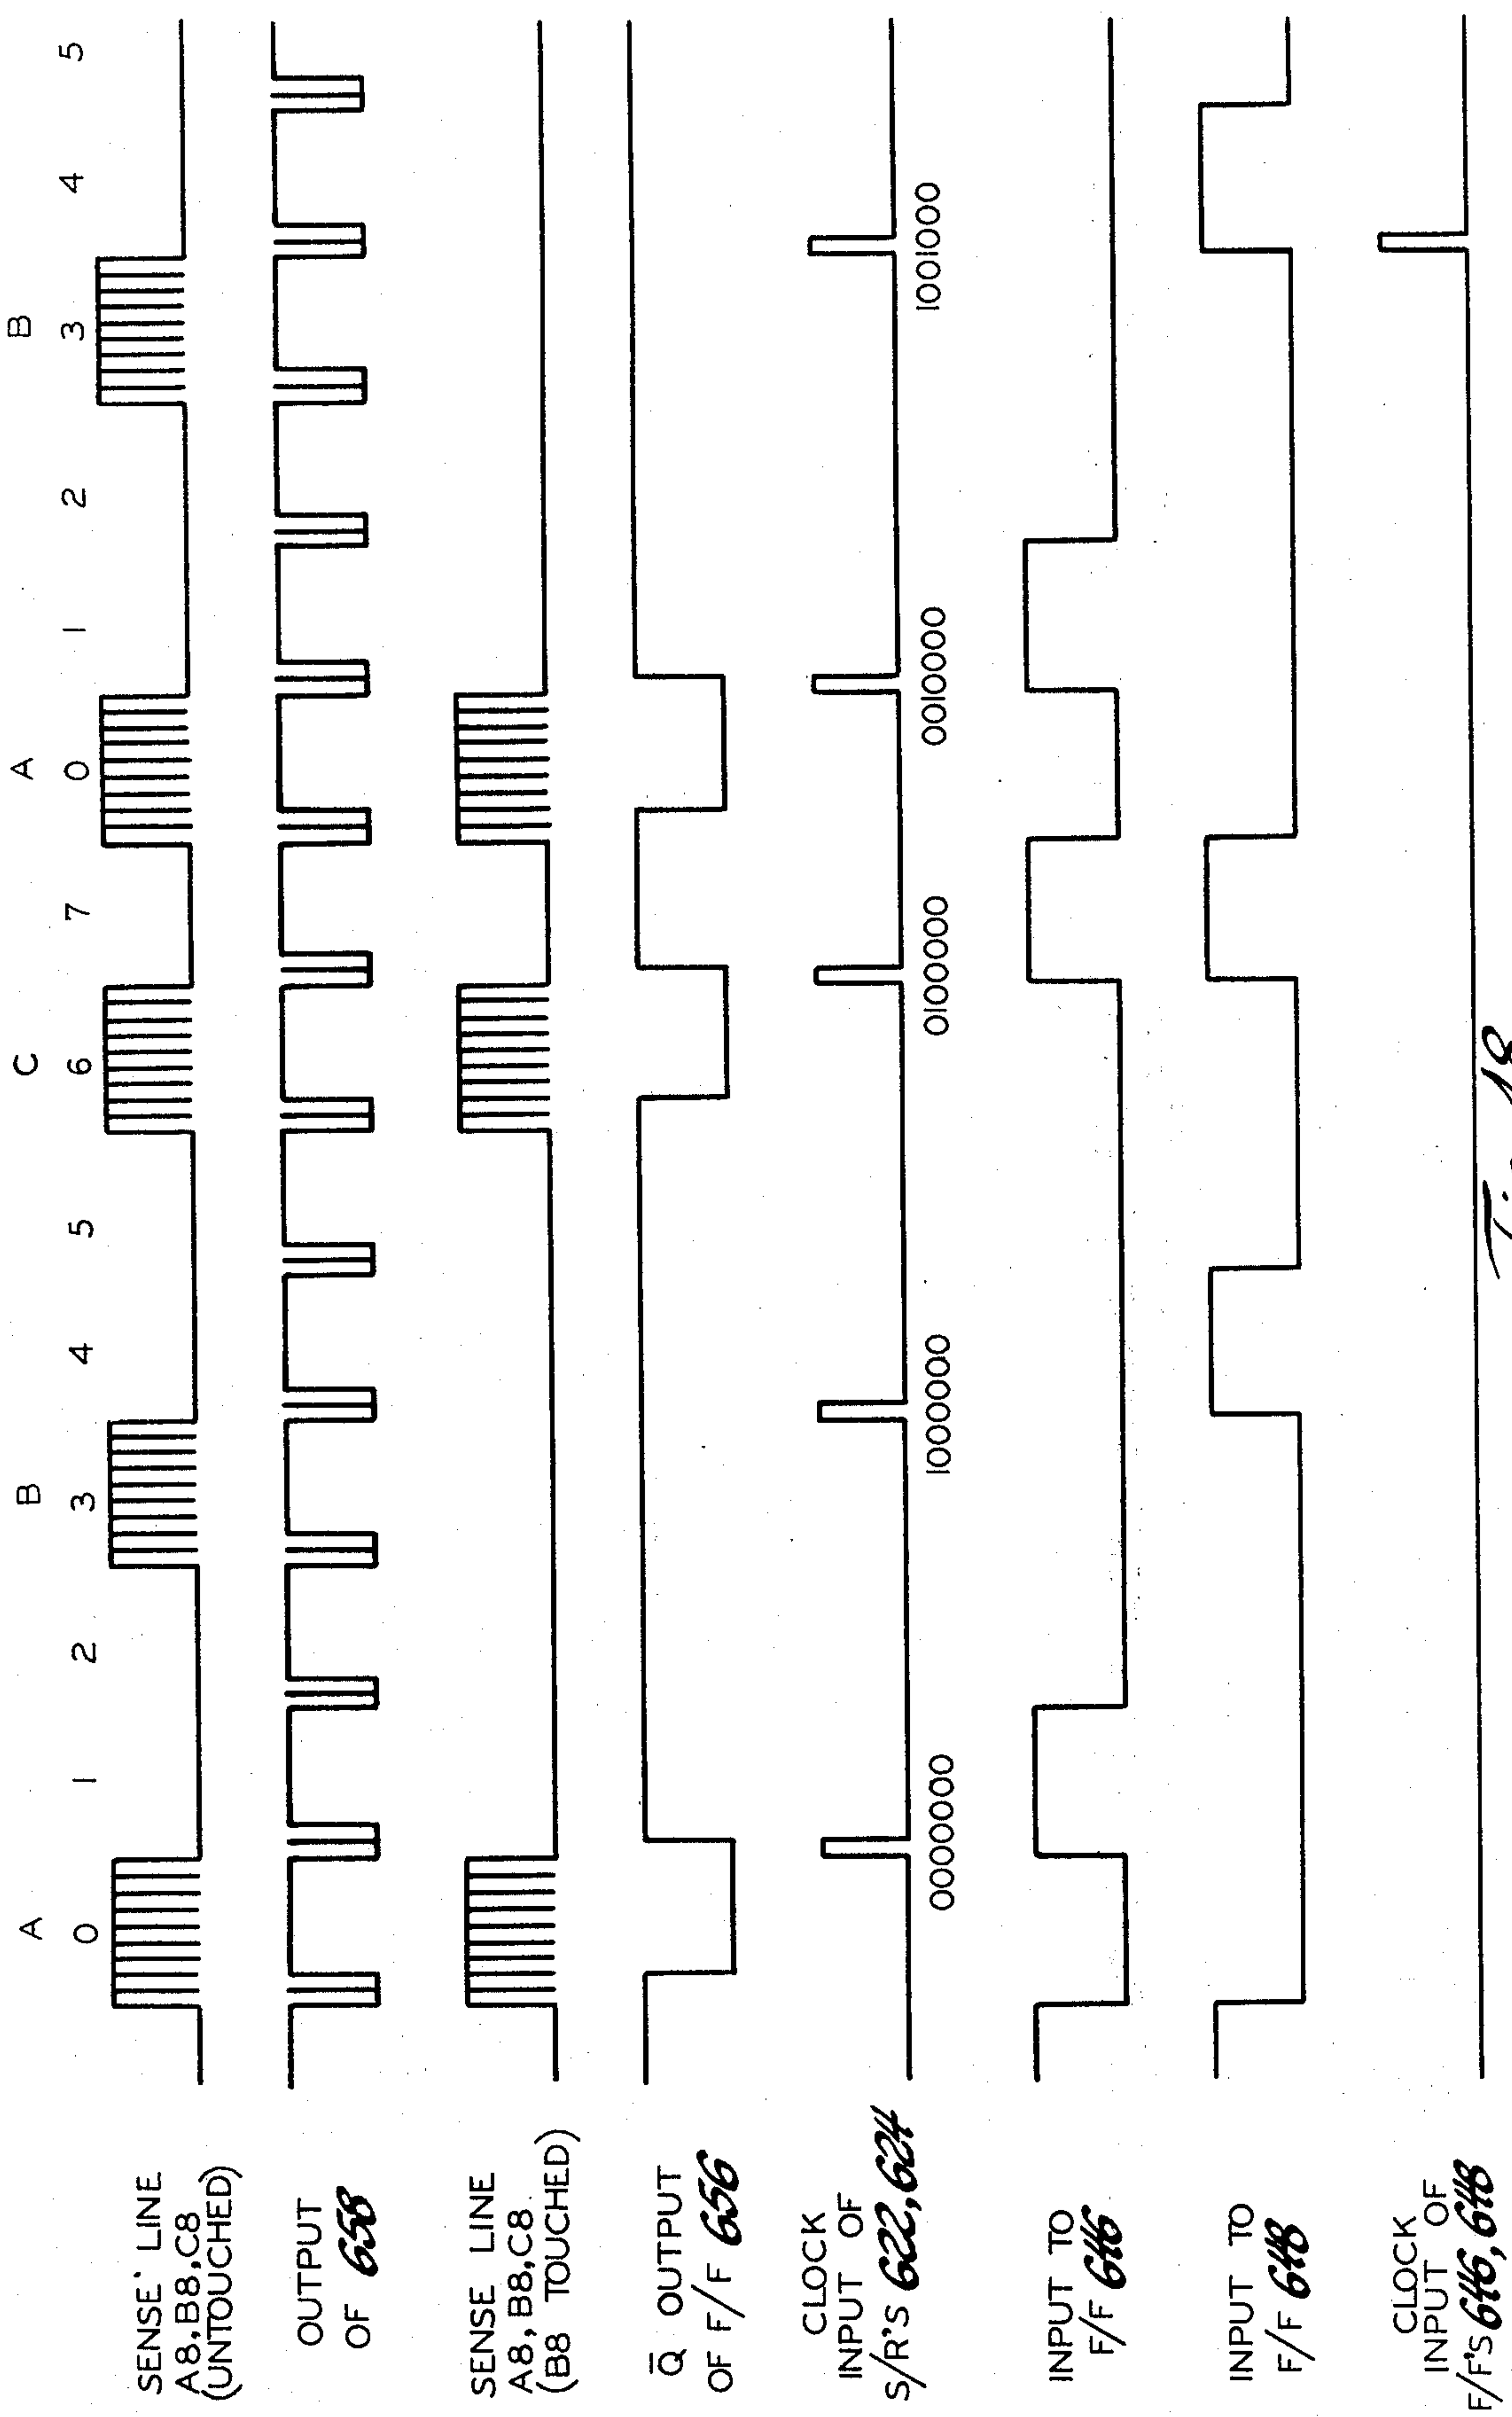 A B C A B
0 1 2 3 4 5 6 7 0 1 2 3 4 5
SENSE LINE
A8,B8,C8
(UNTOUCHED)
OUTPUT
OF 658
SENSE LINE
A8,B8,C8
(B8 TOUCHED)
Q̅ OUTPUT
OF F/F 656
CLOCK
INPUT OF
S/R'S 622,624
0000000 1000000 0100000 0010000 1001000
INPUT TO
F/F 646
INPUT TO
F/F 648
CLOCK
INPUT OF
F/F'S 646,648
Fig. 18